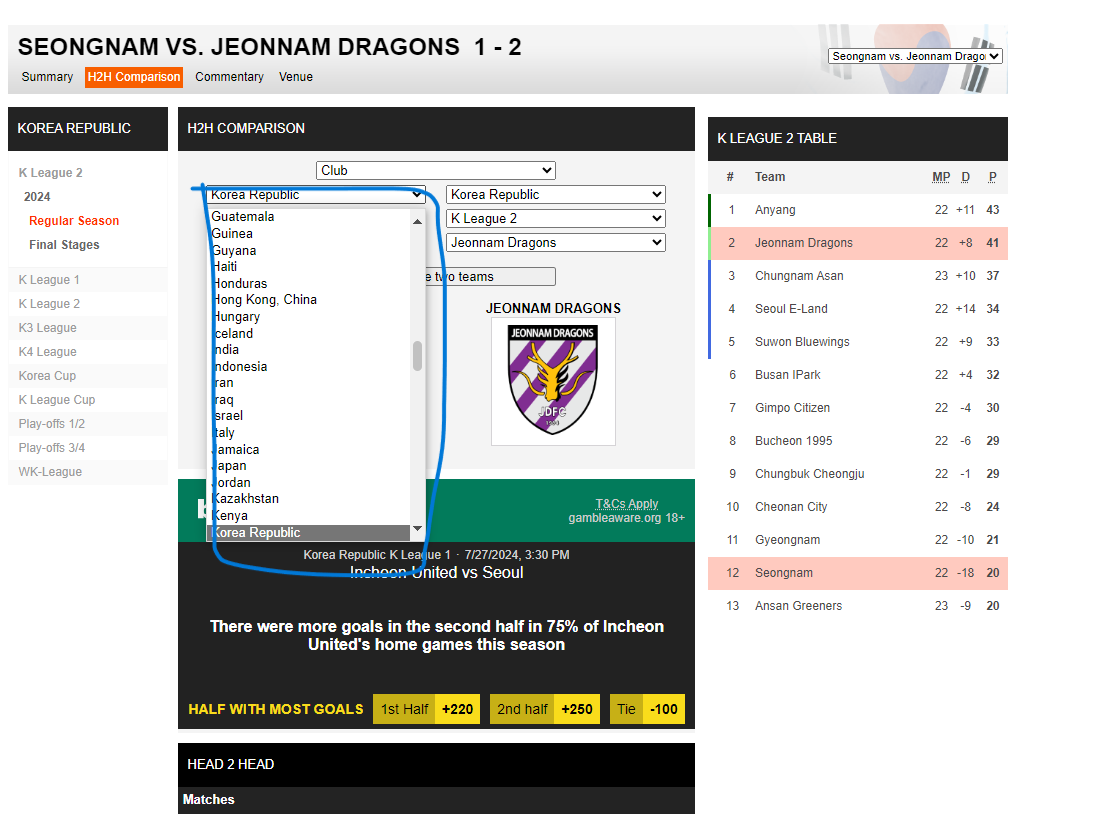 SEONGNAM VS. JEONNAM DRAGONS 1 - 2
Seongnam vs. Jeonnam Drago
Summary H2H Comparison Commentary Venue
KOREA REPUBLIC
K League 2
2024
Regular Season
Final Stages
K League 1
K League 2
K3 League
K4 League
Korea Cup
K League Cup
Play-offs 1/2
Play-offs 3/4
WK-League
H2H COMPARISON
Club
Korea Republic
Guatemala
Guinea
Guyana
Haiti
Honduras
Hong Kong, China
Hungary
Iceland
India
Indonesia
Iran
Iraq
Israel
Italy
Jamaica
Japan
Jordan
Kazakhstan
Kenya
Korea Republic
Korea Republic
K League 2
Jeonnam Dragons
two teams
JEONNAM DRAGONS
JEONNAM DRAGONS
JDFC
T&Cs Apply
gambleaware.org 18+
Korea Republic K League 1 · 7/27/2024, 3:30 PM
Incheon United vs Seoul
There were more goals in the second half in 75% of Incheon
United's home games this season
HALF WITH MOST GOALS 1st Half +220 2nd half +250 Tie -100
HEAD 2 HEAD
Matches
K LEAGUE 2 TABLE
# Team MP D P
1 Anyang 22 +11 43
2 Jeonnam Dragons 22 +8 41
3 Chungnam Asan 23 +10 37
4 Seoul E-Land 22 +14 34
5 Suwon Bluewings 22 +9 33
6 Busan IPark 22 +4 32
7 Gimpo Citizen 22 -4 30
8 Bucheon 1995 22 -6 29
9 Chungbuk Cheongju 22 -1 29
10 Cheonan City 22 -8 24
11 Gyeongnam 22 -10 21
12 Seongnam 22 -18 20
13 Ansan Greeners 23 -9 20